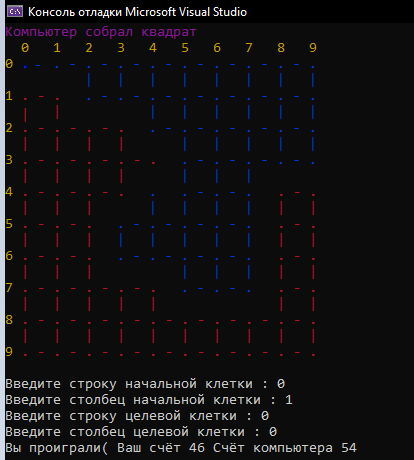 Консоль отладки Microsoft Visual Studio
Компьютер собрал квадрат
0 1 2 3 4 5 6 7 8 9
0
1
2
3
4
5
6
7
8
9
Введите строку начальной клетки : 0
Введите столбец начальной клетки : 1
Введите строку целевой клетки : 0
Введите столбец целевой клетки : 0
Вы проиграли( Ваш счёт 46 Счёт компьютера 54